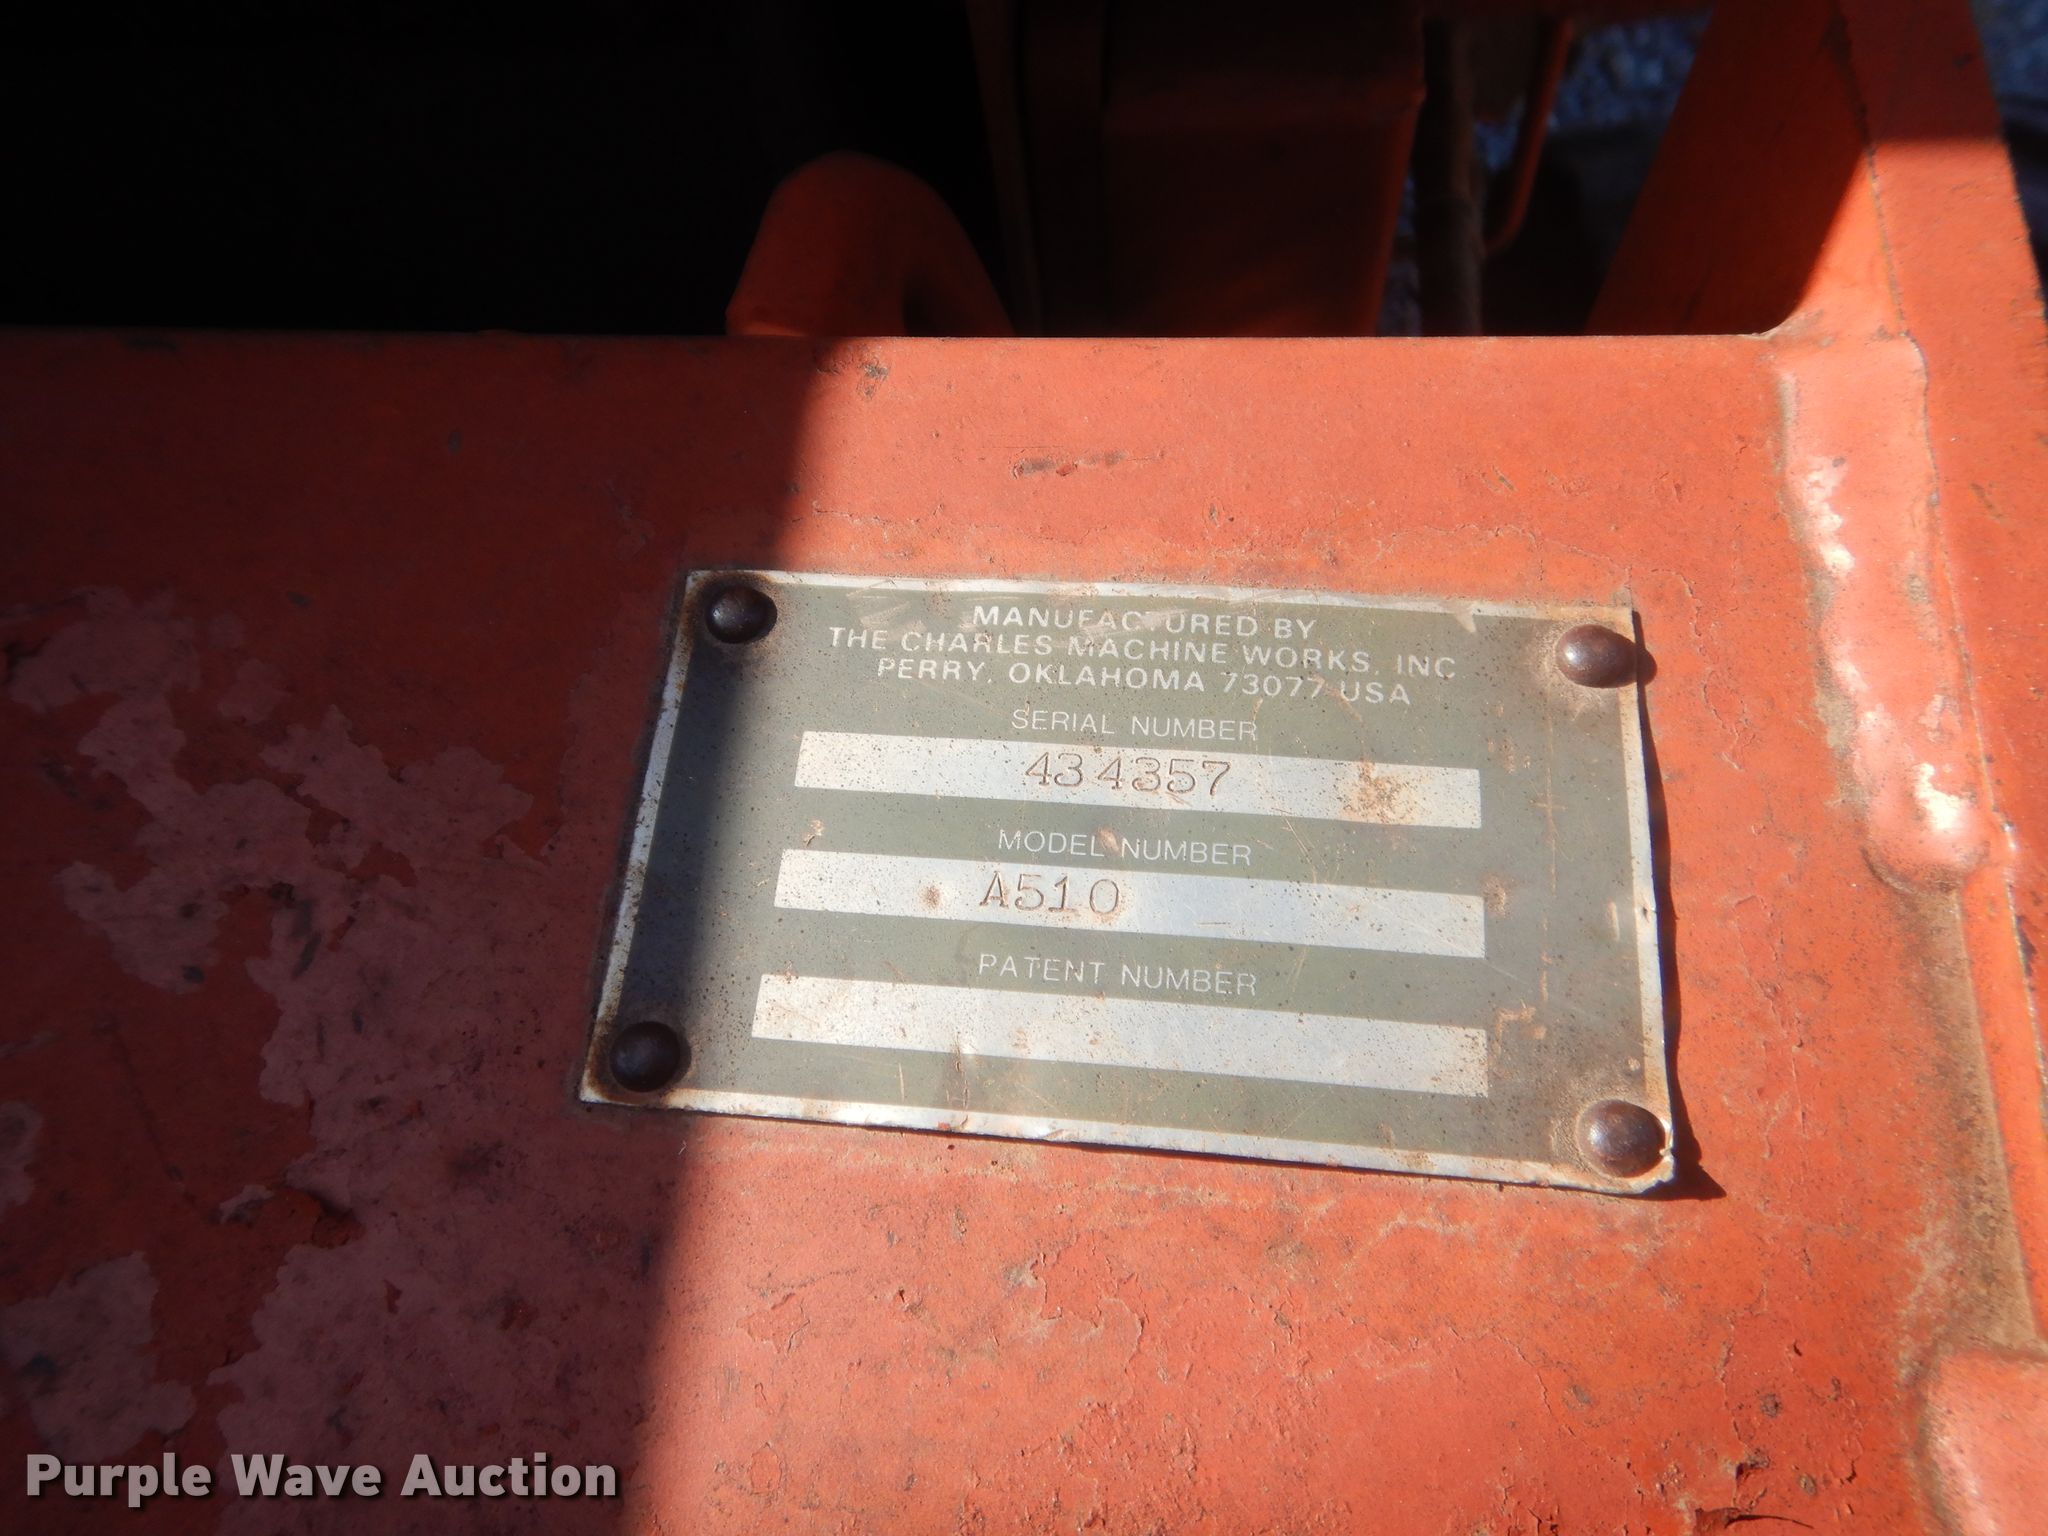 MANUFACTURED BY
THE CHARLES MACHINE WORKS, INC
PERRY, OKLAHOMA 73077 USA
SERIAL NUMBER
434357
MODEL NUMBER
A510
PATENT NUMBER
Purple Wave Auction